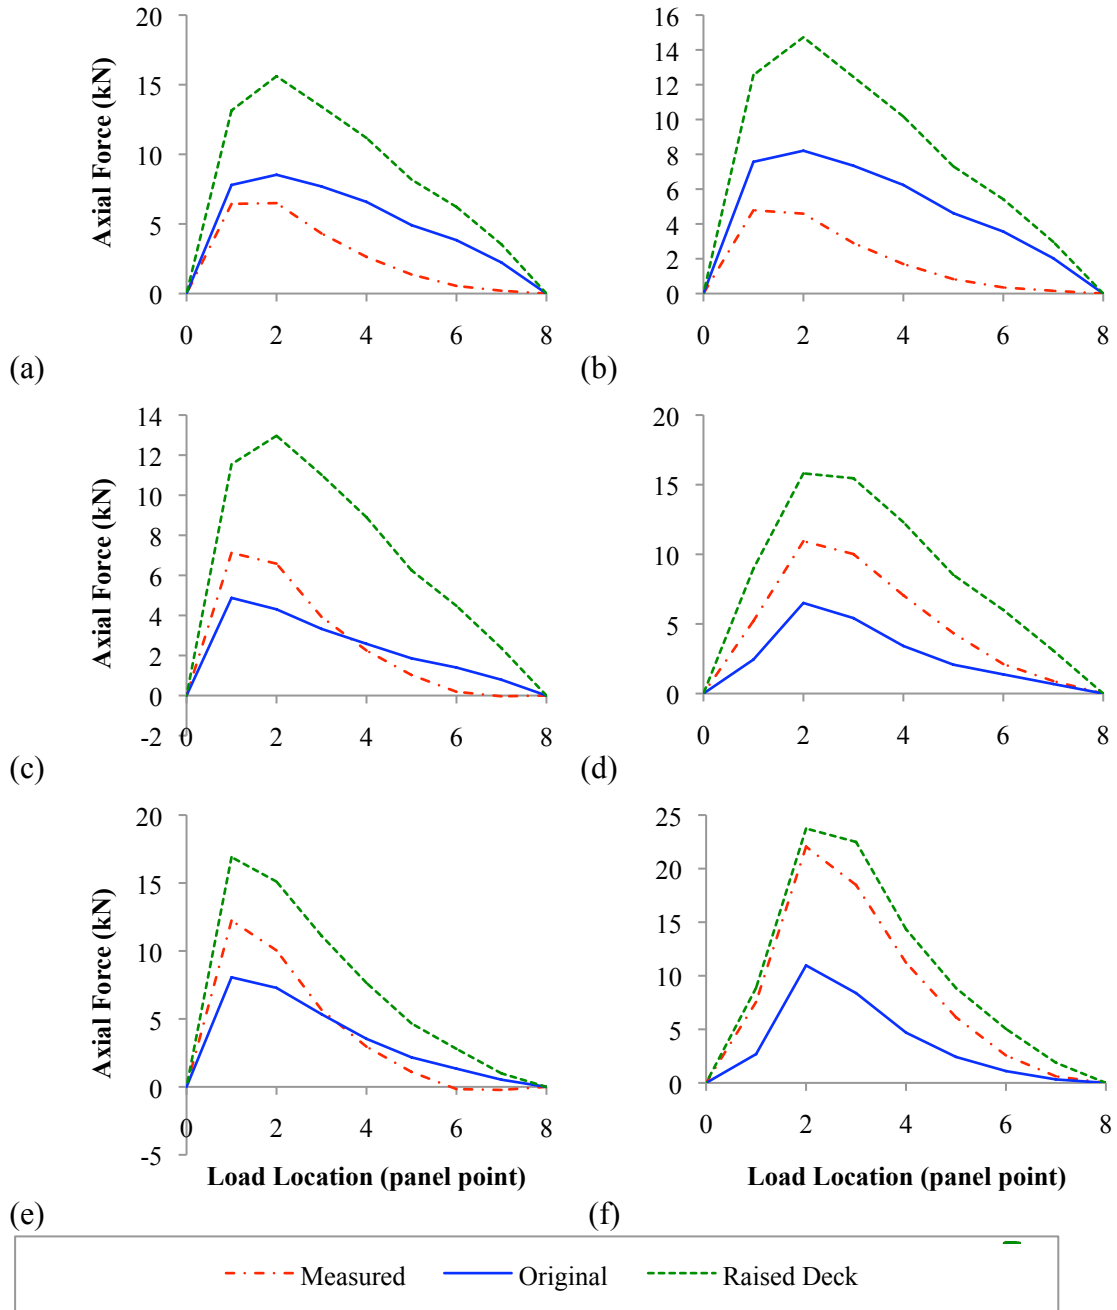 20
15
10
5
0
Axial Force (kN)
0 2 4 6 8
(a)
16
14
12
10
8
6
4
2
0
0 2 4 6 8
(b)
14
12
10
8
6
4
2
0
-2
Axial Force (kN)
0 2 4 6 8
(c)
20
15
10
5
0
0 2 4 6 8
(d)
20
15
10
5
0
-5
Axial Force (kN)
0 2 4 6 8
Load Location (panel point)
(e)
25
20
15
10
5
0
0 2 4 6 8
Load Location (panel point)
(f)
Measured Original Raised Deck